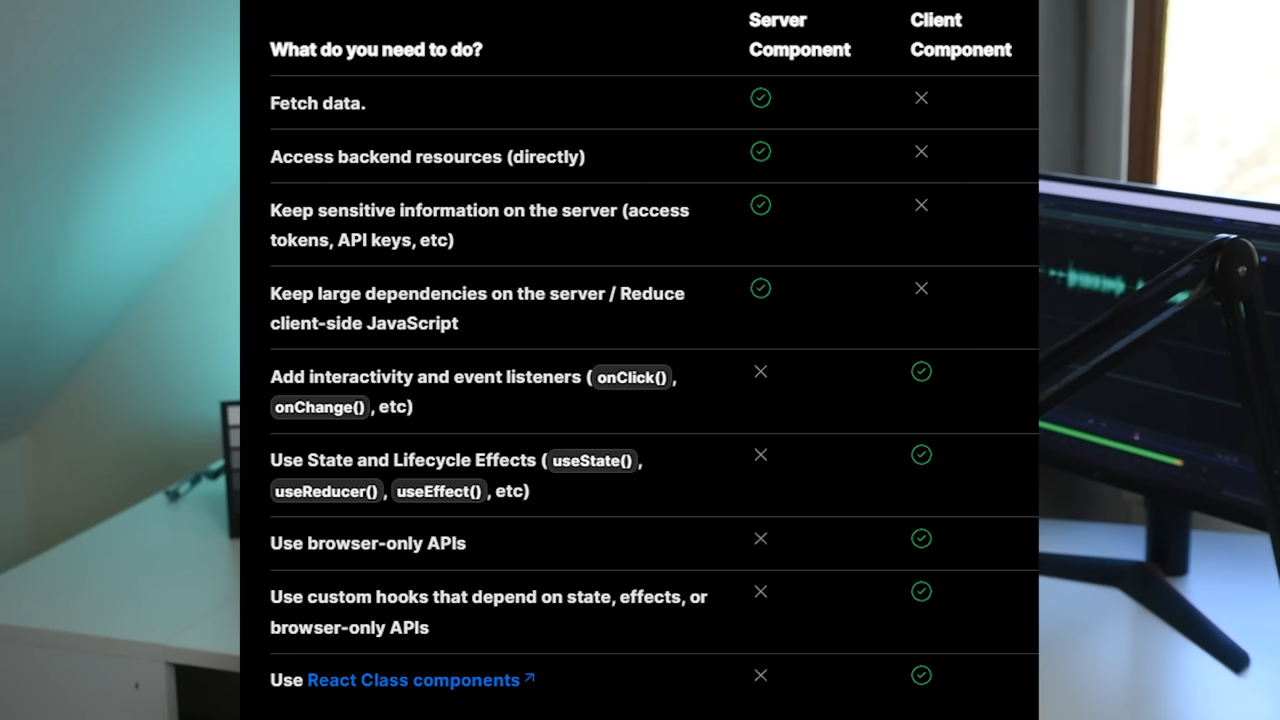 Server Client
What do you need to do? Component Component
Fetch data.
Access backend resources (directly)
Keep sensitive information on the server (access
tokens, API keys, etc)
Keep large dependencies on the server / Reduce
client-side JavaScript
Add interactivity and event listeners ( onClick() ,
onChange() , etc)
Use State and Lifecycle Effects ( useState() ,
useReducer() , useEffect() , etc)
Use browser-only APIs
Use custom hooks that depend on state, effects, or
browser-only APIs
Use React Class components